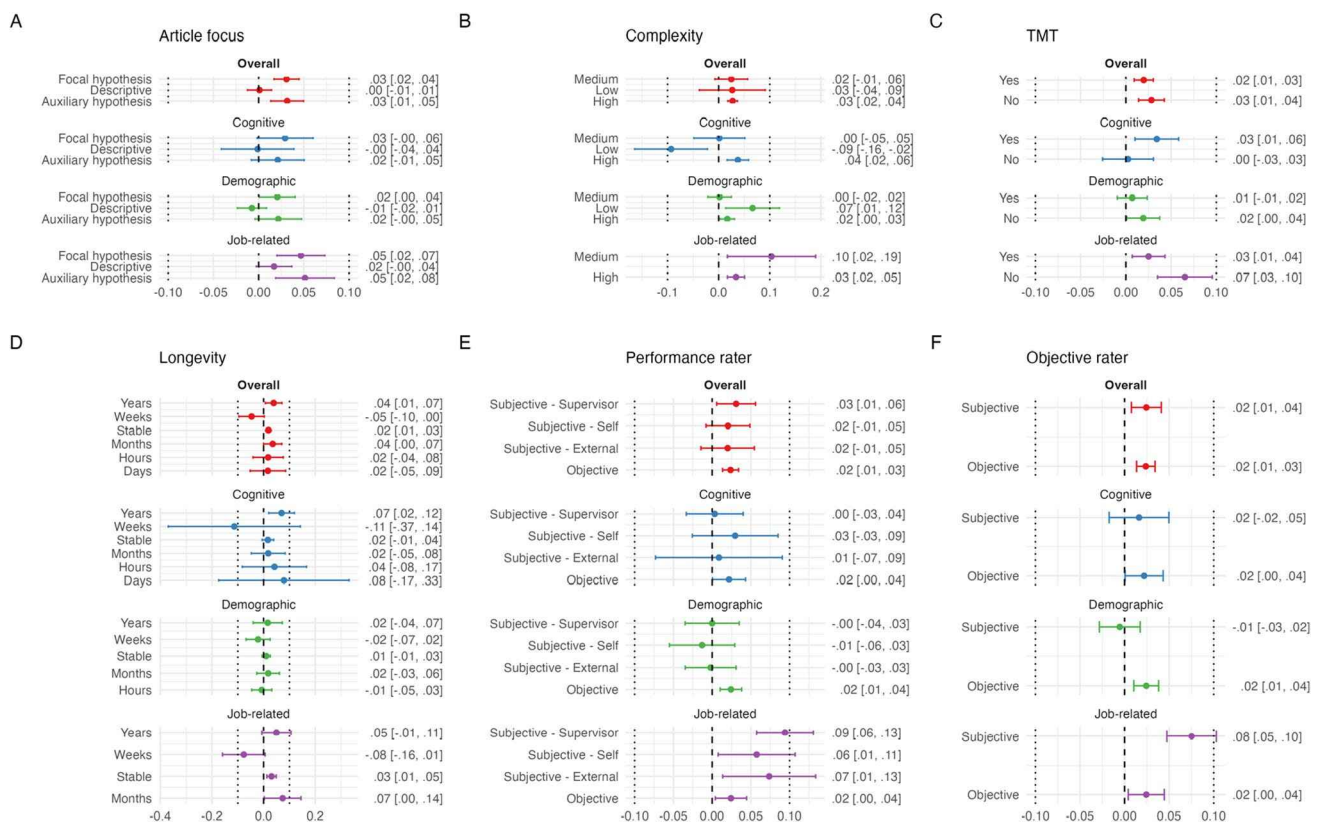 A
Article focus
Overall
Focal hypothesis .03 [.02, .04]
Descriptive .00 [-.01, .01]
Auxiliary hypothesis .03 [.01, .05]
Cognitive
Focal hypothesis .03 [-.00, .06]
Descriptive -.00 [-.04, .04]
Auxiliary hypothesis .02 [-.01, .05]
Demographic
Focal hypothesis .02 [.00, .04]
Descriptive -.01 [-.02, .01]
Auxiliary hypothesis .02 [-.00, .05]
Job-related
Focal hypothesis .05 [.02, .07]
Descriptive .02 [-.00, .04]
Auxiliary hypothesis .05 [.02, .08]
-0.10 -0.05 0.00 0.05 0.10
B
Complexity
Overall
Medium .02 [-.01, .06]
Low .03 [-.04, .09]
High .03 [.02, .04]
Cognitive
Medium .00 [-.05, .05]
Low -.09 [-.16, -.02]
High .04 [.02, .06]
Demographic
Medium .00 [-.02, .02]
Low .07 [.01, .12]
High .02 [.00, .03]
Job-related
Medium .10 [.02, .19]
High .03 [.02, .05]
-0.1 0.0 0.1 0.2
C
TMT
Overall
Yes .02 [.01, .03]
No .03 [.01, .04]
Cognitive
Yes .03 [.01, .06]
No .00 [-.03, .03]
Demographic
Yes .01 [-.01, .02]
No .02 [.00, .04]
Job-related
Yes .03 [.01, .04]
No .07 [.03, .10]
-0.10 -0.05 0.00 0.05 0.10
D
Longevity
Overall
Years .04 [.01, .07]
Weeks -.05 [-.10, .00]
Stable .02 [.01, .03]
Months .04 [.00, .07]
Hours .02 [-.04, .08]
Days .02 [-.05, .09]
Cognitive
Years .07 [.02, .12]
Weeks -.11 [-.37, .14]
Stable .02 [-.01, .04]
Months .02 [-.05, .08]
Hours .04 [-.08, .17]
Days .08 [-.17, .33]
Demographic
Years .02 [-.04, .07]
Weeks -.02 [-.07, .02]
Stable .01 [-.01, .03]
Months .02 [-.03, .06]
Hours -.01 [-.05, .03]
Job-related
Years .05 [-.01, .11]
Weeks -.08 [-.16, .01]
Stable .03 [.01, .05]
Months .07 [.00, .14]
0.0 0.2
E
Performance rater
Overall
Subjective - Supervisor .03 [.01, .06]
Subjective - Self .02 [-.01, .05]
Subjective - External .02 [-.01, .05]
Objective .02 [.01, .03]
Cognitive
Subjective - Supervisor .00 [-.03, .04]
Subjective - Self .03 [-.03, .09]
Subjective - External .01 [-.07, .09]
Objective .02 [.00, .04]
Demographic
Subjective - Supervisor -.00 [-.04, .03]
Subjective - Self -.01 [-.06, .03]
Subjective - External -.00 [-.03, .03]
Objective .02 [.01, .04]
Job-related
Subjective - Supervisor .09 [.06, .13]
Subjective - Self .06 [.01, .11]
Subjective - External .07 [.01, .13]
Objective .02 [.00, .04]
-0.10 -0.05 0.00 0.05 0.10
F
Objective rater
Overall
Subjective .02 [.01, .04]
Objective .02 [.01, .03]
Cognitive
Subjective .02 [-.02, .05]
Objective .02 [.00, .04]
Demographic
Subjective -.01 [-.03, .02]
Objective .02 [.01, .04]
Job-related
Subjective .08 [.05, .10]
Objective .02 [.00, .04]
-0.10 -0.05 0.00 0.05 0.10